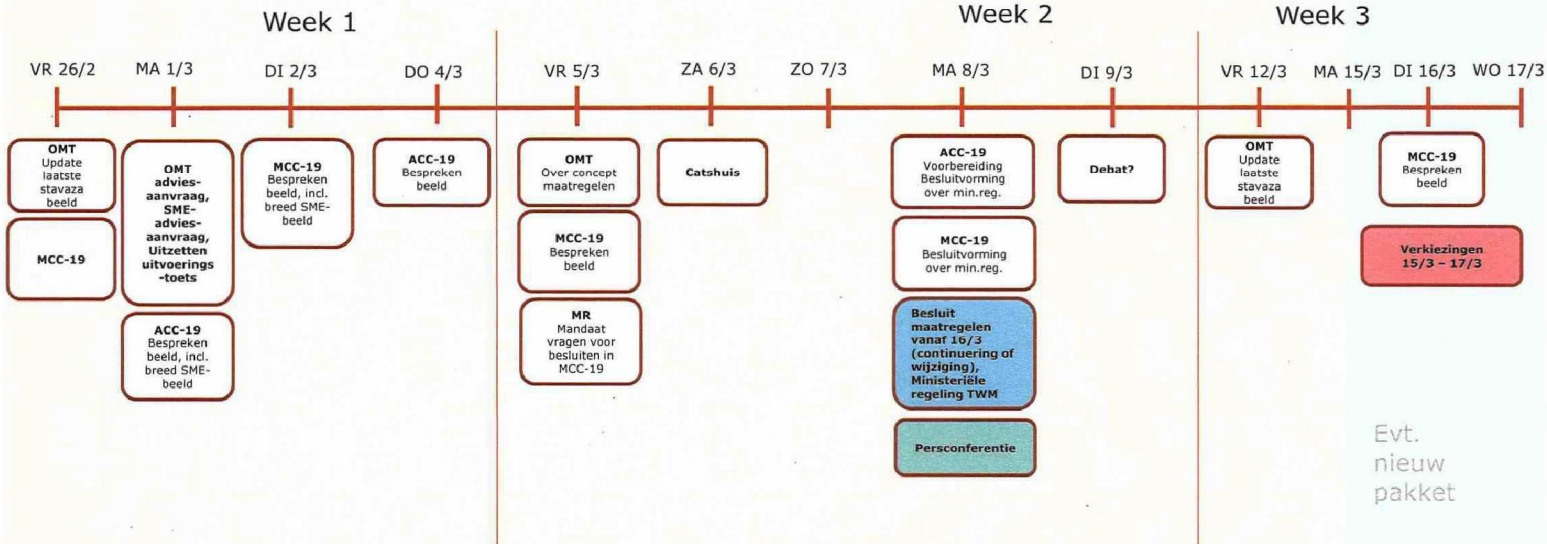 Week 1
Week 2
Week 3
VR 26/2
MA 1/3
DI 2/3
DO 4/3
VR 5/3
ZA 6/3
ZO 7/3
MA 8/3
DI 9/3
VR 12/3
MA 15/3
DI 16/3
WO 17/3
OMT
Update
laatste
stavaza
beeld
MCC-19
OMT
advies-
aanvraag,
SME-
advies-
aanvraag,
Uitzetten
uitvoerings
-toets
ACC-19
Bespreken
beeld, incl.
breed SME-
beeld
MCC-19
Bespreken
beeld, incl.
breed SME-
beeld
ACC-19
Bespreken
beeld
OMT
Over concept
maatregelen
MCC-19
Bespreken
beeld
MR
Mandaat
vragen voor
besluiten in
MCC-19
Catshuis
ACC-19
Voorbereiding
Besluitvorming
over min.reg.
MCC-19
Besluitvorming
over min.reg.
Besluit
maatregelen
vanaf 16/3
(continuering of
wijziging),
Ministeriële
regeling TWM
Persconferentie
Debat?
OMT
Update
laatste
stavaza
beeld
MCC-19
Bespreken
beeld
Verkiezingen
15/3 – 17/3
Evt.
nieuw
pakket